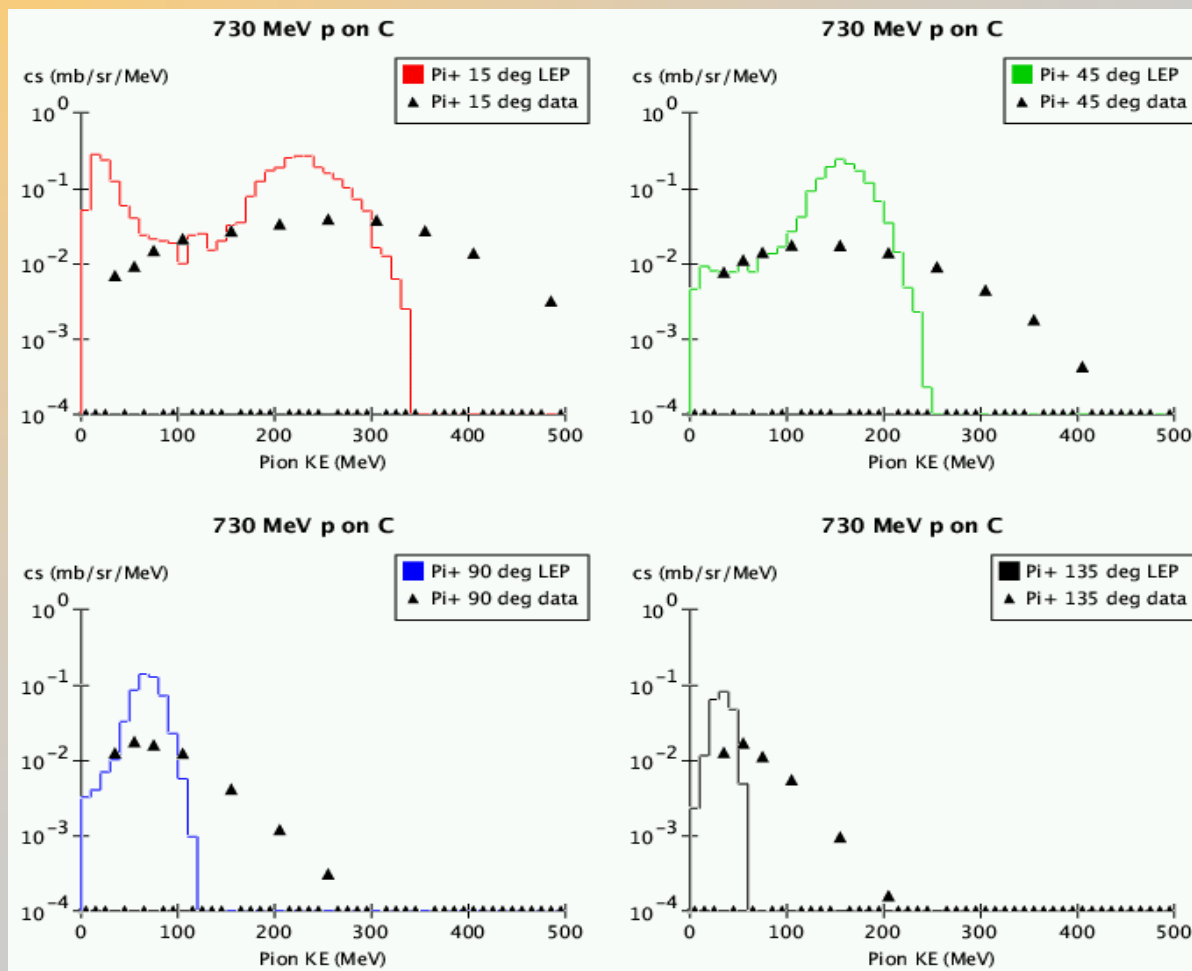 730 MeV p on C
cs (mb/sr/MeV)
Pi+ 15 deg LEP
Pi+ 15 deg data
10^0
10^-1
10^-2
10^-3
10^-4
0 100 200 300 400 500
Pion KE (MeV)
730 MeV p on C
cs (mb/sr/MeV)
Pi+ 45 deg LEP
Pi+ 45 deg data
10^0
10^-1
10^-2
10^-3
10^-4
0 100 200 300 400 500
Pion KE (MeV)
730 MeV p on C
cs (mb/sr/MeV)
Pi+ 90 deg LEP
Pi+ 90 deg data
10^0
10^-1
10^-2
10^-3
10^-4
0 100 200 300 400 500
Pion KE (MeV)
730 MeV p on C
cs (mb/sr/MeV)
Pi+ 135 deg LEP
Pi+ 135 deg data
10^0
10^-1
10^-2
10^-3
10^-4
0 100 200 300 400 500
Pion KE (MeV)